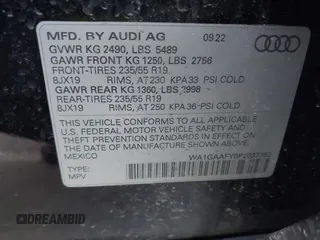 MFD. BY AUDI AG 09.22
GVWR KG 2490, LBS 5489
GAWR FRONT KG 1250, LBS 2756
FRONT-TIRES 235/55 R19
8JX19 RIMS, AT 230 KPA 33 PSI COLD
GAWR REAR KG 1360, LBS 2998
REAR-TIRES 235/55 R19
8JX19 RIMS, AT 250 KPA 36 PSI COLD
THIS VEHICLE CONFORMS TO ALL APPLICABLE
U.S. FEDERAL MOTOR VEHICLE SAFETY AND
THEFT PREVENTION STANDARDS IN EFFECT ON
THE DATE OF MANUFACTURE SHOWN ABOVE.
MEXICO
TYPE:
MPV
© DREAMBID